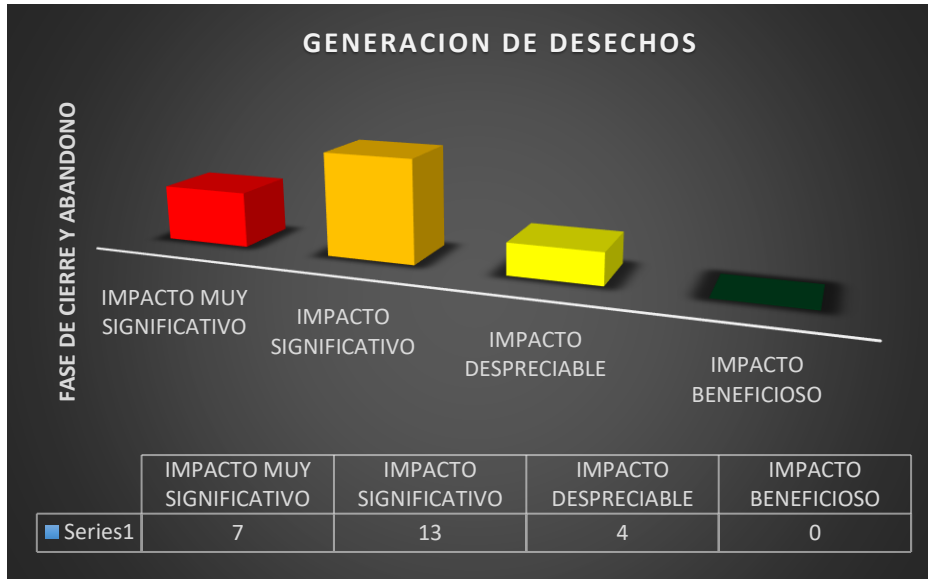 GENERACION DE DESECHOS
FASE DE CIERRE Y ABANDONO
IMPACTO MUY
SIGNIFICATIVO
IMPACTO
SIGNIFICATIVO
IMPACTO
DESPRECIABLE
IMPACTO
BENEFICIOSO
IMPACTO MUY
SIGNIFICATIVO
IMPACTO
SIGNIFICATIVO
IMPACTO
DESPRECIABLE
IMPACTO
BENEFICIOSO
Series1 7 13 4 0